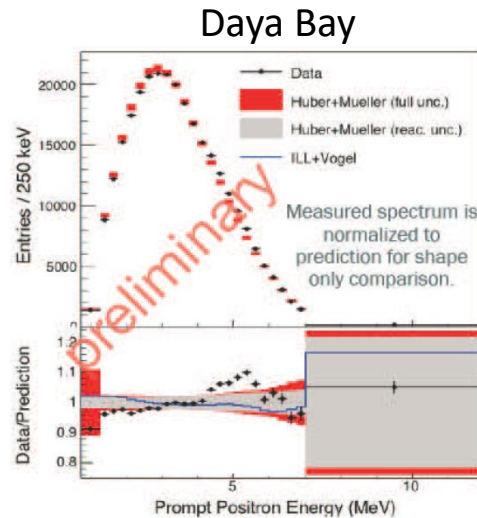 Daya Bay
Entries / 250 keV
20000
15000
10000
5000
0
Data
Huber+Mueller (full unc.)
Huber+Mueller (reac. unc.)
ILL+Vogel
Measured spectrum is
normalized to
prediction for shape
only comparison.
preliminary
Data/Prediction
1.2
1.1
1
0.9
0.8
5
10
Prompt Positron Energy (MeV)